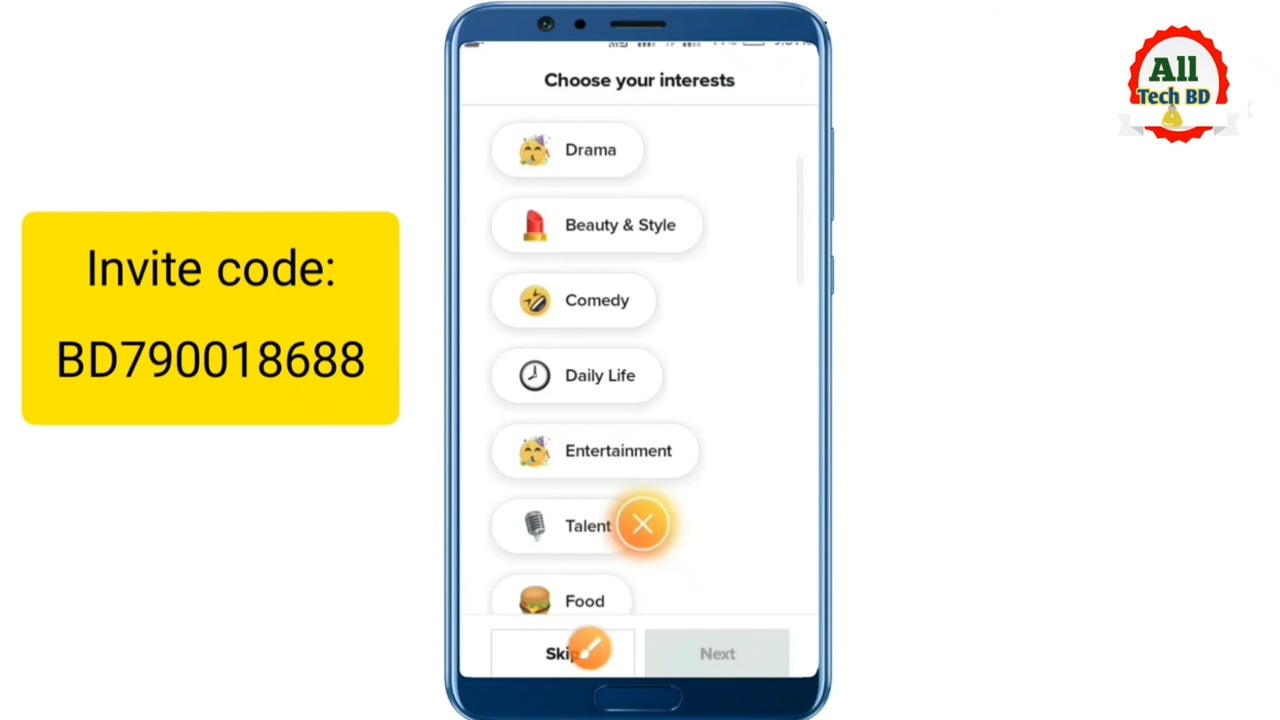 Choose your interests
Drama
Beauty & Style
Comedy
Daily Life
Entertainment
Talent
Food
Next
Invite code:
BD790018688
All
Tech BD